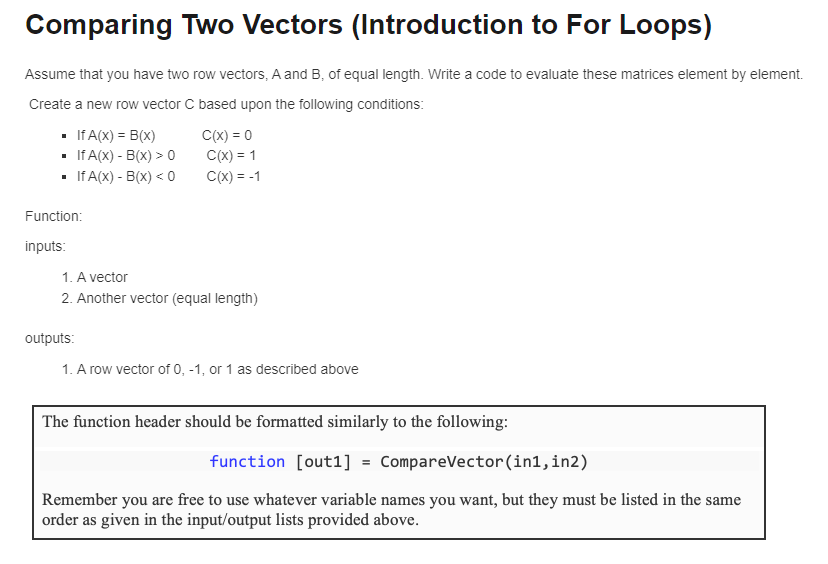 Comparing Two Vectors (Introduction to For Loops)
Assume that you have two row vectors, A and B, of equal length. Write a code to evaluate these matrices element by element.
Create a new row vector C based upon the following conditions:
▪ If A(x) = B(x) C(x) = 0
▪ If A(x) - B(x) > 0 C(x) = 1
▪ If A(x) - B(x) < 0 C(x) = -1
Function:
inputs:
1. A vector
2. Another vector (equal length)
outputs:
1. A row vector of 0, -1, or 1 as described above
The function header should be formatted similarly to the following:
function [out1] = CompareVector(in1,in2)
Remember you are free to use whatever variable names you want, but they must be listed in the same
order as given in the input/output lists provided above.